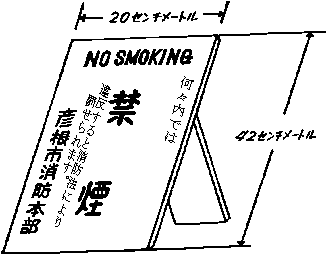 20センチメートル
NO SMOKING
何々内では
禁煙
違反すると消防法により
罰せられます。
彦根市消防本部
42センチメートル